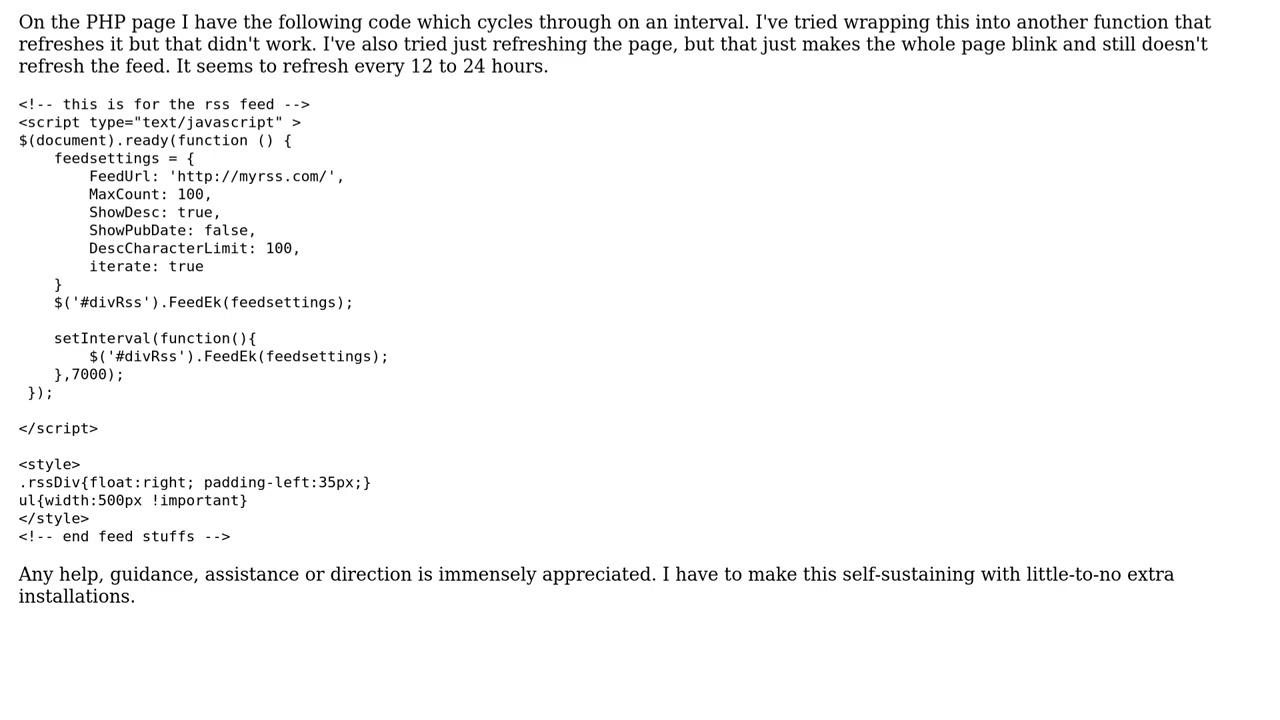 On the PHP page I have the following code which cycles through on an interval. I've tried wrapping this into another function that
refreshes it but that didn't work. I've also tried just refreshing the page, but that just makes the whole page blink and still doesn't
refresh the feed. It seems to refresh every 12 to 24 hours.
<!-- this is for the rss feed -->
<script type="text/javascript" >
$(document).ready(function () {
    feedsettings = {
        FeedUrl: 'http://myrss.com/',
        MaxCount: 100,
        ShowDesc: true,
        ShowPubDate: false,
        DescCharacterLimit: 100,
        iterate: true
    }
    $('#divRss').FeedEk(feedsettings);

    setInterval(function(){
        $('#divRss').FeedEk(feedsettings);
    },7000);
 });

</script>

<style>
.rssDiv{float:right; padding-left:35px;}
ul{width:500px !important}
</style>
<!-- end feed stuffs -->
Any help, guidance, assistance or direction is immensely appreciated. I have to make this self-sustaining with little-to-no extra
installations.